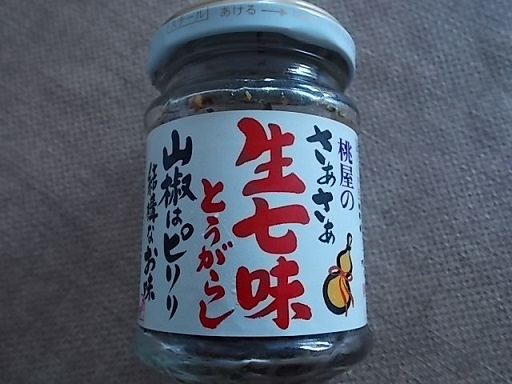 あける
桃屋の
さあさあ
生七味
とうがらし
山椒はピリリ
結構なお味